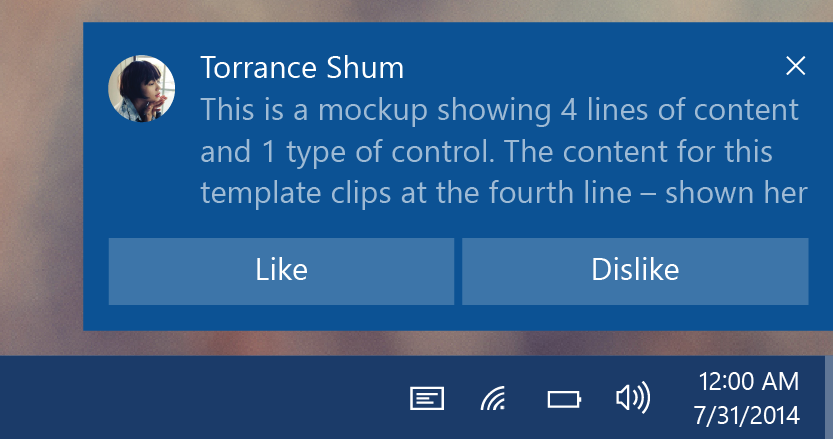 Torrance Shum
This is a mockup showing 4 lines of content
and 1 type of control. The content for this
template clips at the fourth line – shown her
Like
Dislike
12:00 AM
7/31/2014